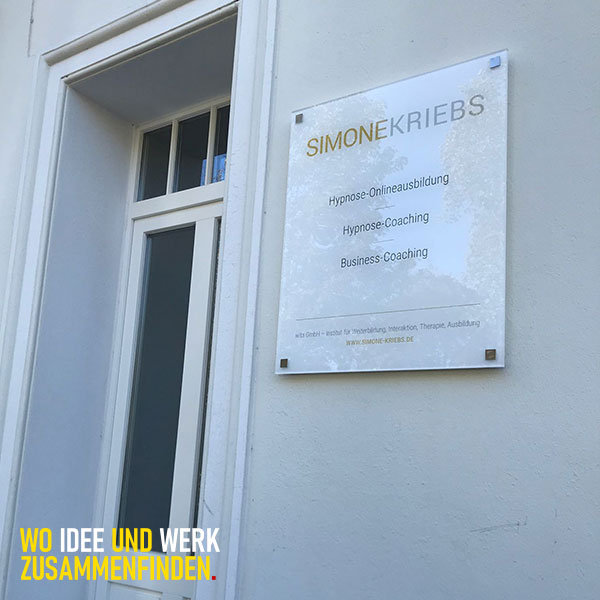 SIMONEKRIEBS
Hypnose-Onlineausbildung
Hypnose-Coaching
Business-Coaching
wita GmbH – Institut für Weiterbildung, Interaktion, Therapie, Ausbildung
WWW.SIMONE-KRIEBS.DE
WO IDEE UND WERK
ZUSAMMENFINDEN.